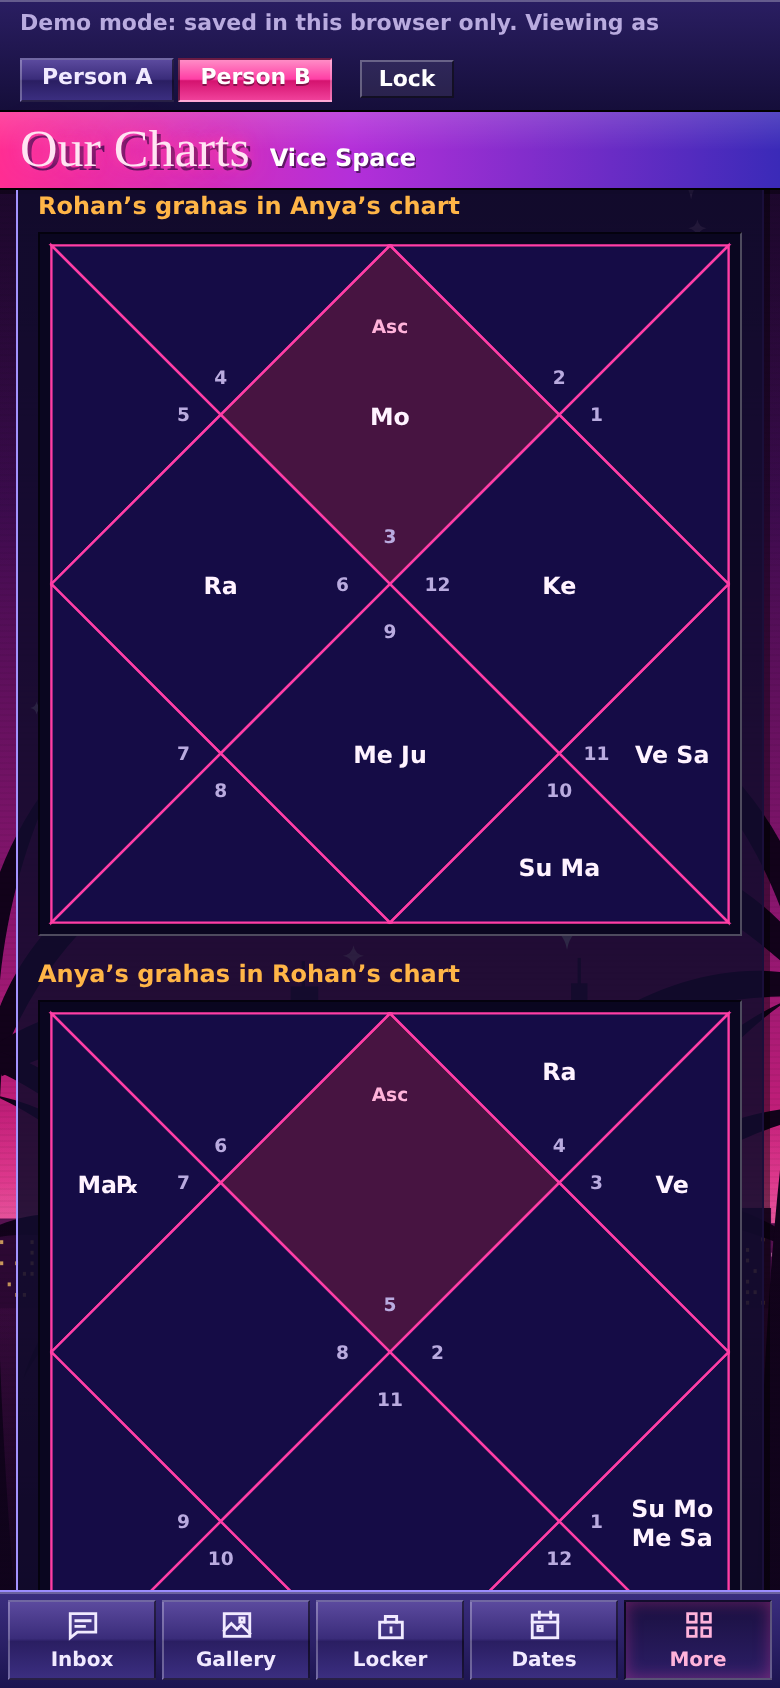 Demo mode: saved in this browser only. Viewing as
Person A Person B Lock
Our Charts Vice Space
Rohan’s grahas in Anya’s chart
Asc
4 2
5 Mo 1
3
Ra 6 12 Ke
9
7 Me Ju 11 Ve Sa
8 10
Su Ma
Anya’s grahas in Rohan’s chart
Ra
Asc
6 4
Ma℞ 7 3 Ve
5
8 2
11
Su Mo
9 1 Me Sa
10 12
Inbox Gallery Locker Dates More